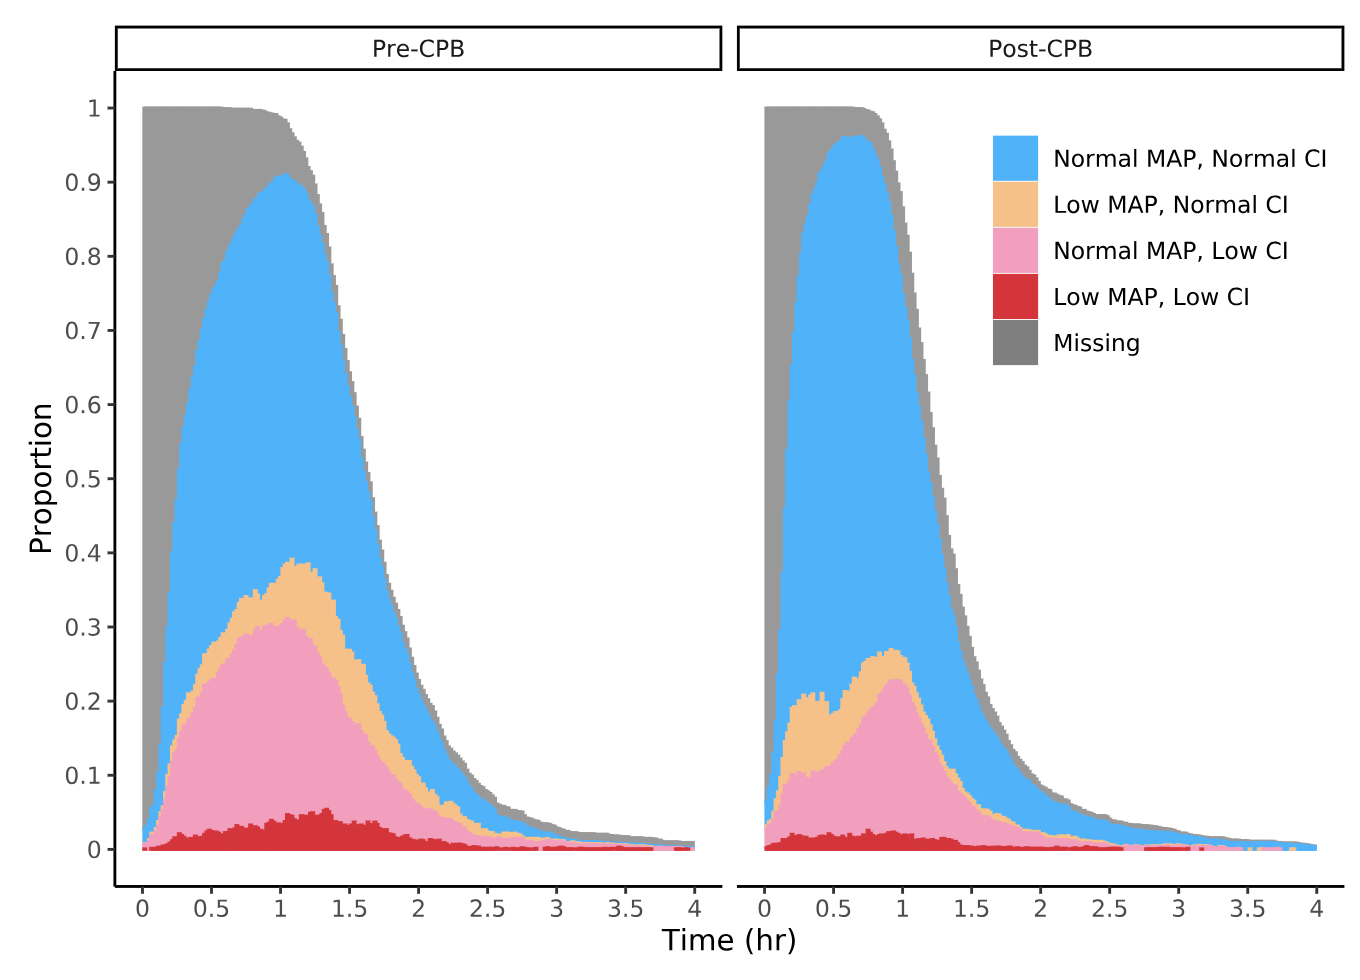 Pre-CPB
Post-CPB
Proportion
1
0.9
0.8
0.7
0.6
0.5
0.4
0.3
0.2
0.1
0
Normal MAP, Normal CI
Low MAP, Normal CI
Normal MAP, Low CI
Low MAP, Low CI
Missing
0 0.5 1 1.5 2 2.5 3 3.5 4
0 0.5 1 1.5 2 2.5 3 3.5 4
Time (hr)